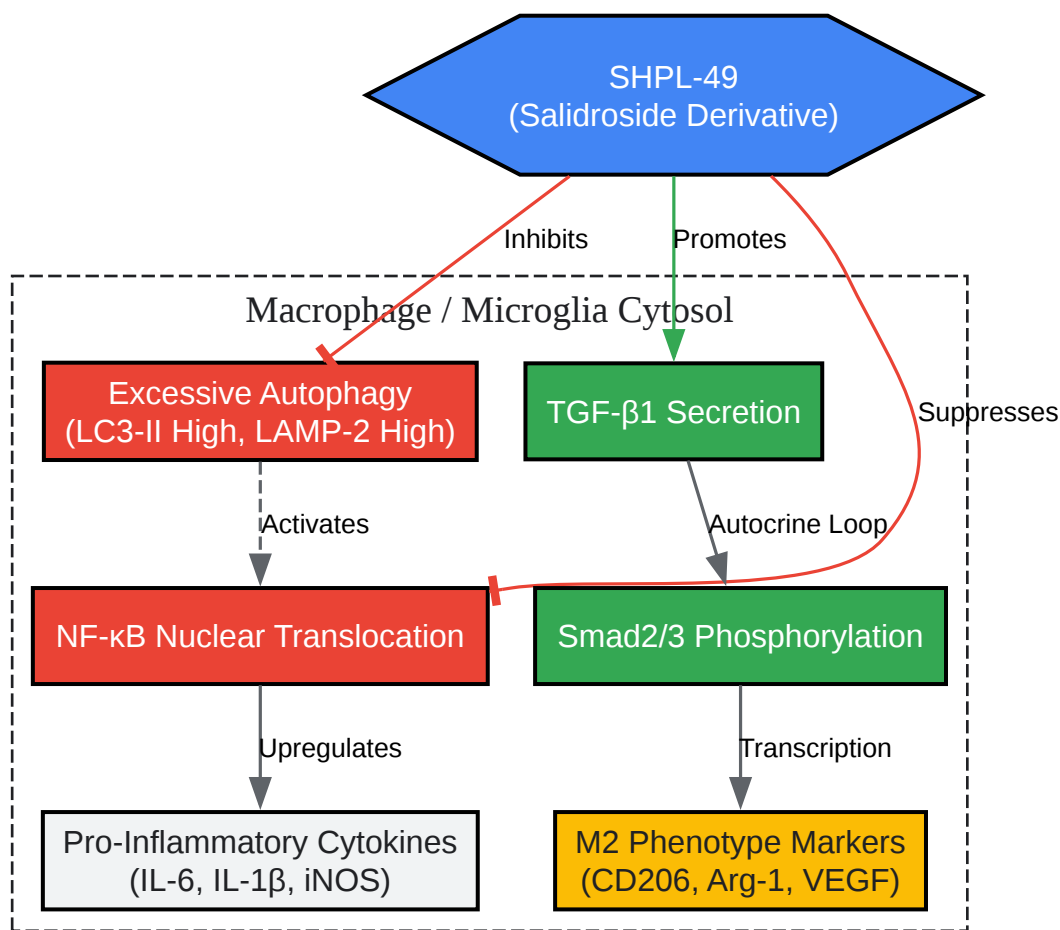 SHPL-49
(Salidroside Derivative)
Inhibits
Promotes
Macrophage / Microglia Cytosol
Excessive Autophagy
(LC3-II High, LAMP-2 High)
TGF-β1 Secretion
Suppresses
Activates
Autocrine Loop
NF-κB Nuclear Translocation
Smad2/3 Phosphorylation
Upregulates
Transcription
Pro-Inflammatory Cytokines
(IL-6, IL-1β, iNOS)
M2 Phenotype Markers
(CD206, Arg-1, VEGF)